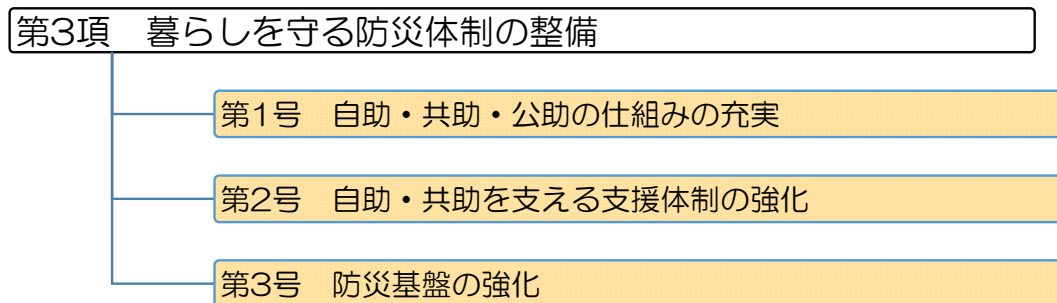 第3項　暮らしを守る防災体制の整備
第1号　自助・共助・公助の仕組みの充実
第2号　自助・共助を支える支援体制の強化
第3号　防災基盤の強化